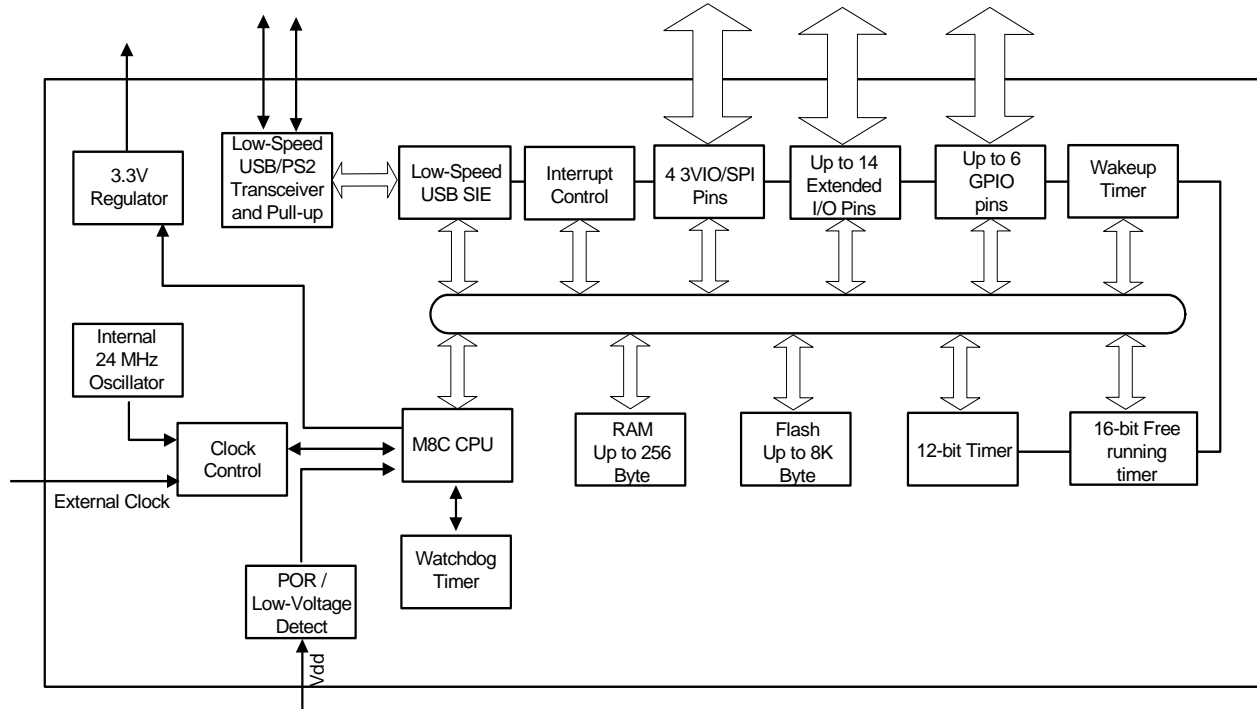 3.3V
Regulator
Low-Speed
USB/PS2
Transceiver
and Pull-up
Low-Speed
USB SIE
Interrupt
Control
4 3VIO/SPI
Pins
Up to 14
Extended
I/O Pins
Up to 6
GPIO
pins
Wakeup
Timer
Internal
24 MHz
Oscillator
Clock
Control
External Clock
M8C CPU
RAM
Up to 256
Byte
Flash
Up to 8K
Byte
12-bit Timer
16-bit Free
running
timer
Watchdog
Timer
POR /
Low-Voltage
Detect
Vdd